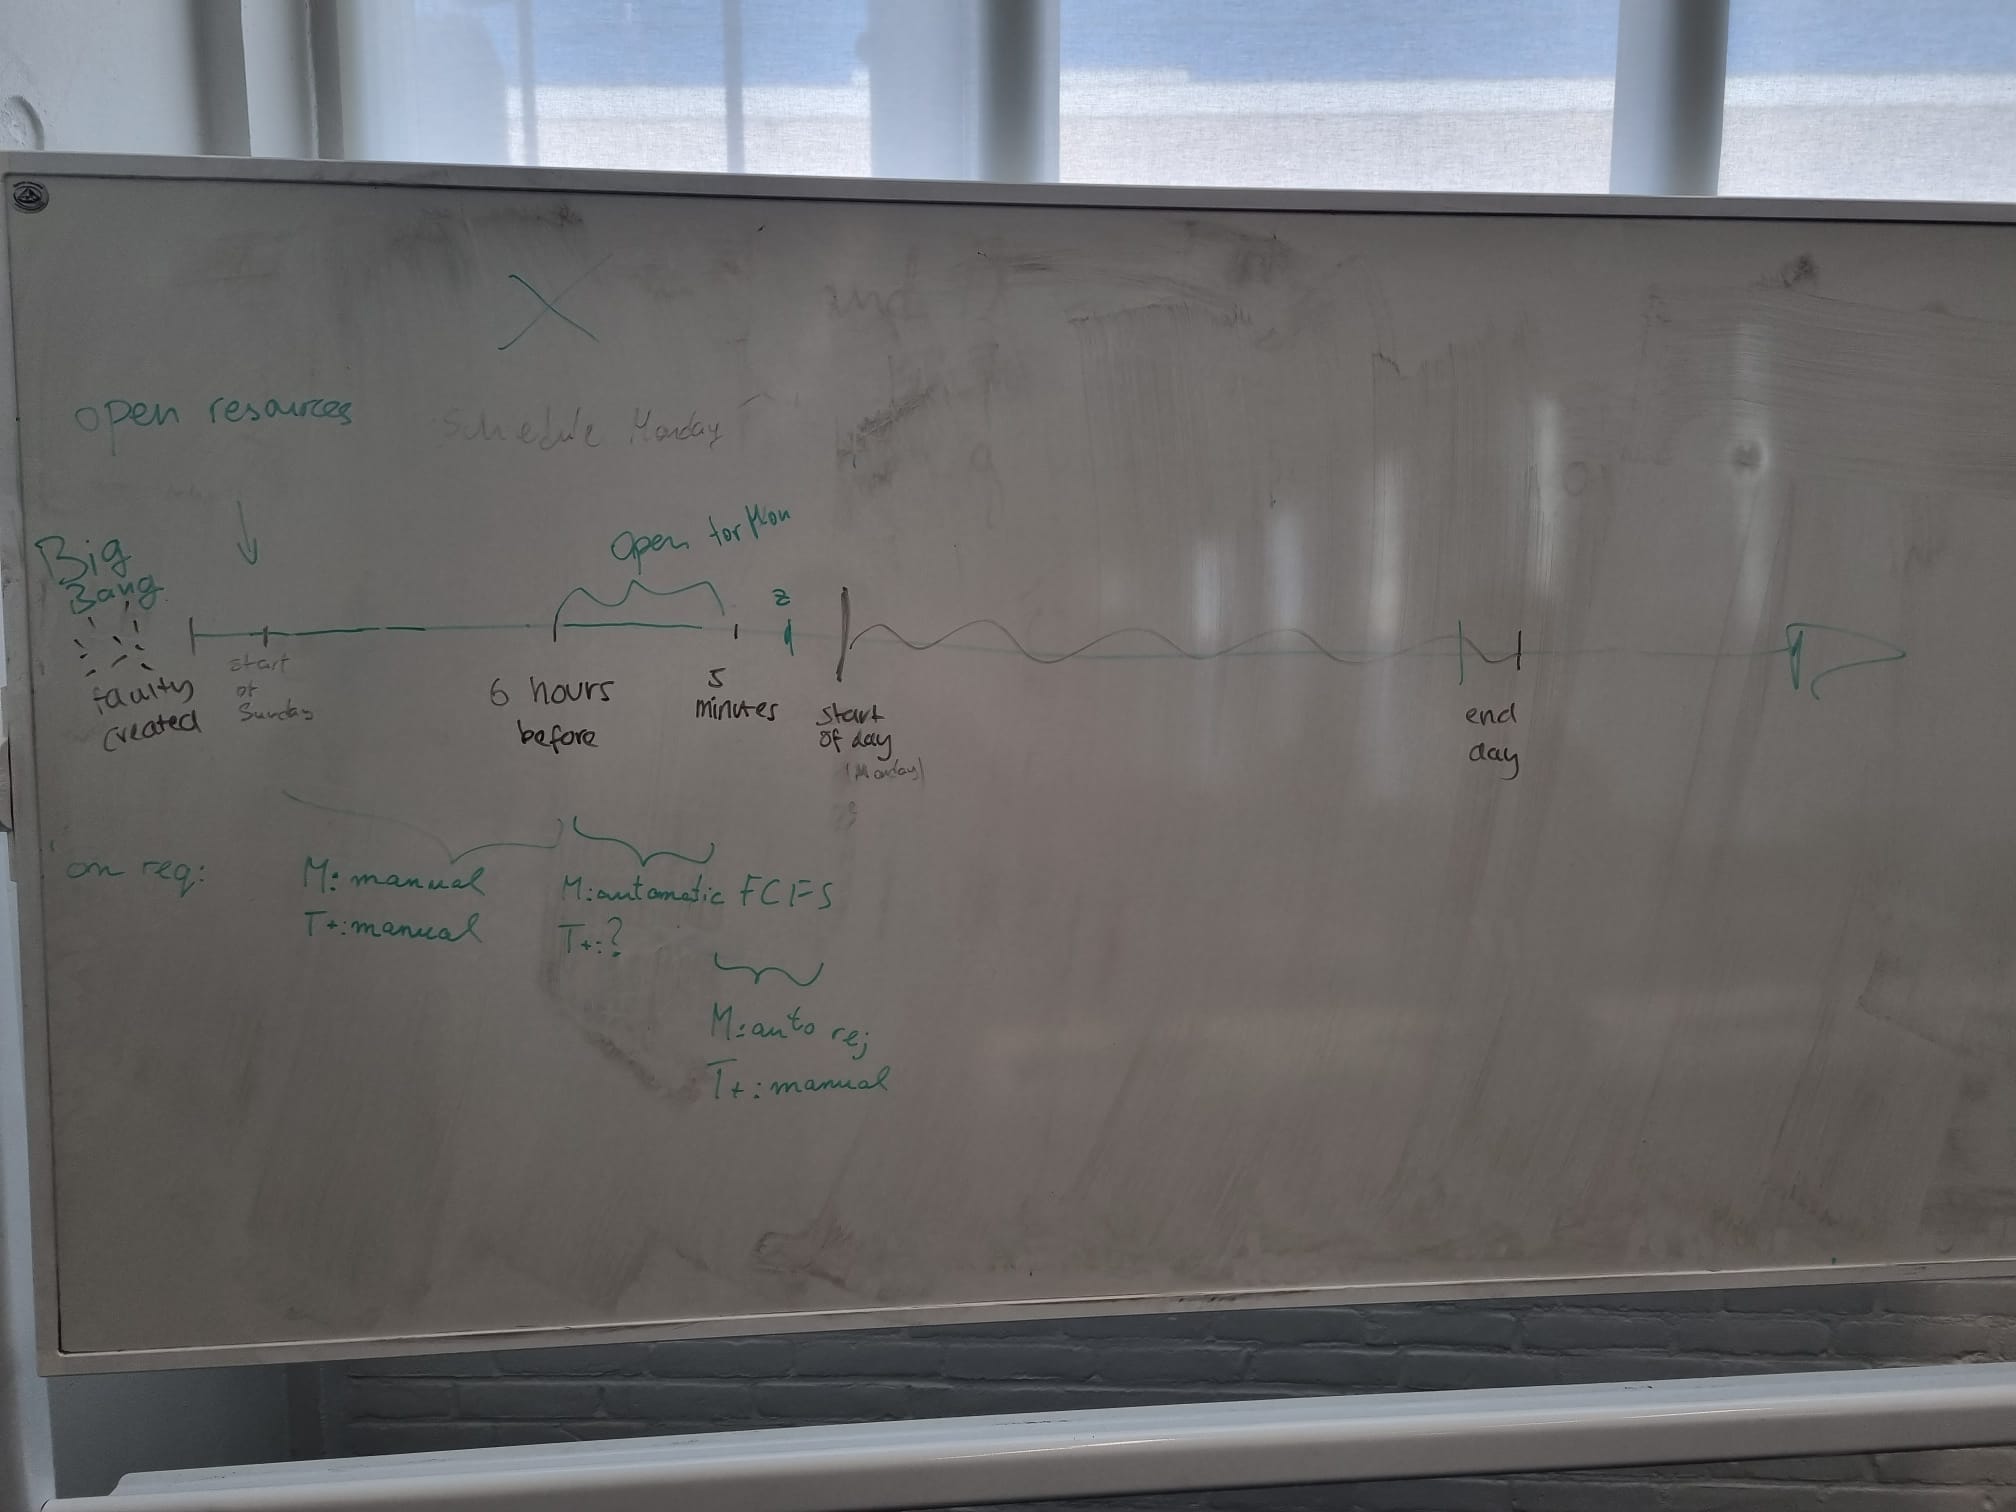 open resources
Schedule Monday
Open for Mon
Big
Bang
z
faulty
created
start
of
Sunday
6 hours
before
5
minutes
start
of day
(Monday)
end
day
on req:
M: manual
T+: manual
M: automatic FCFS
T+: ?
M: auto rej
T+: manual